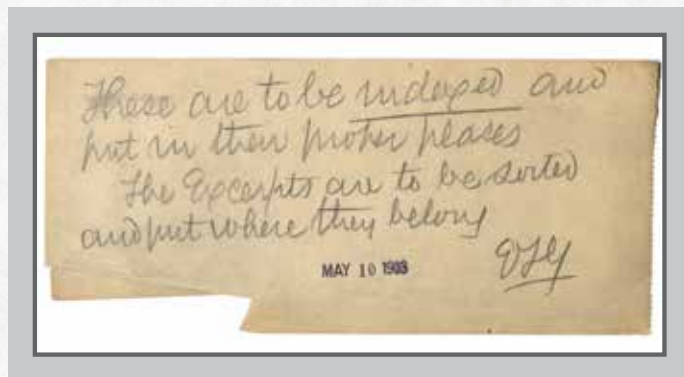 These are to be indexed and
put in their proper places
The Excerpts are to be sorted
and put where they belong
MAY 10